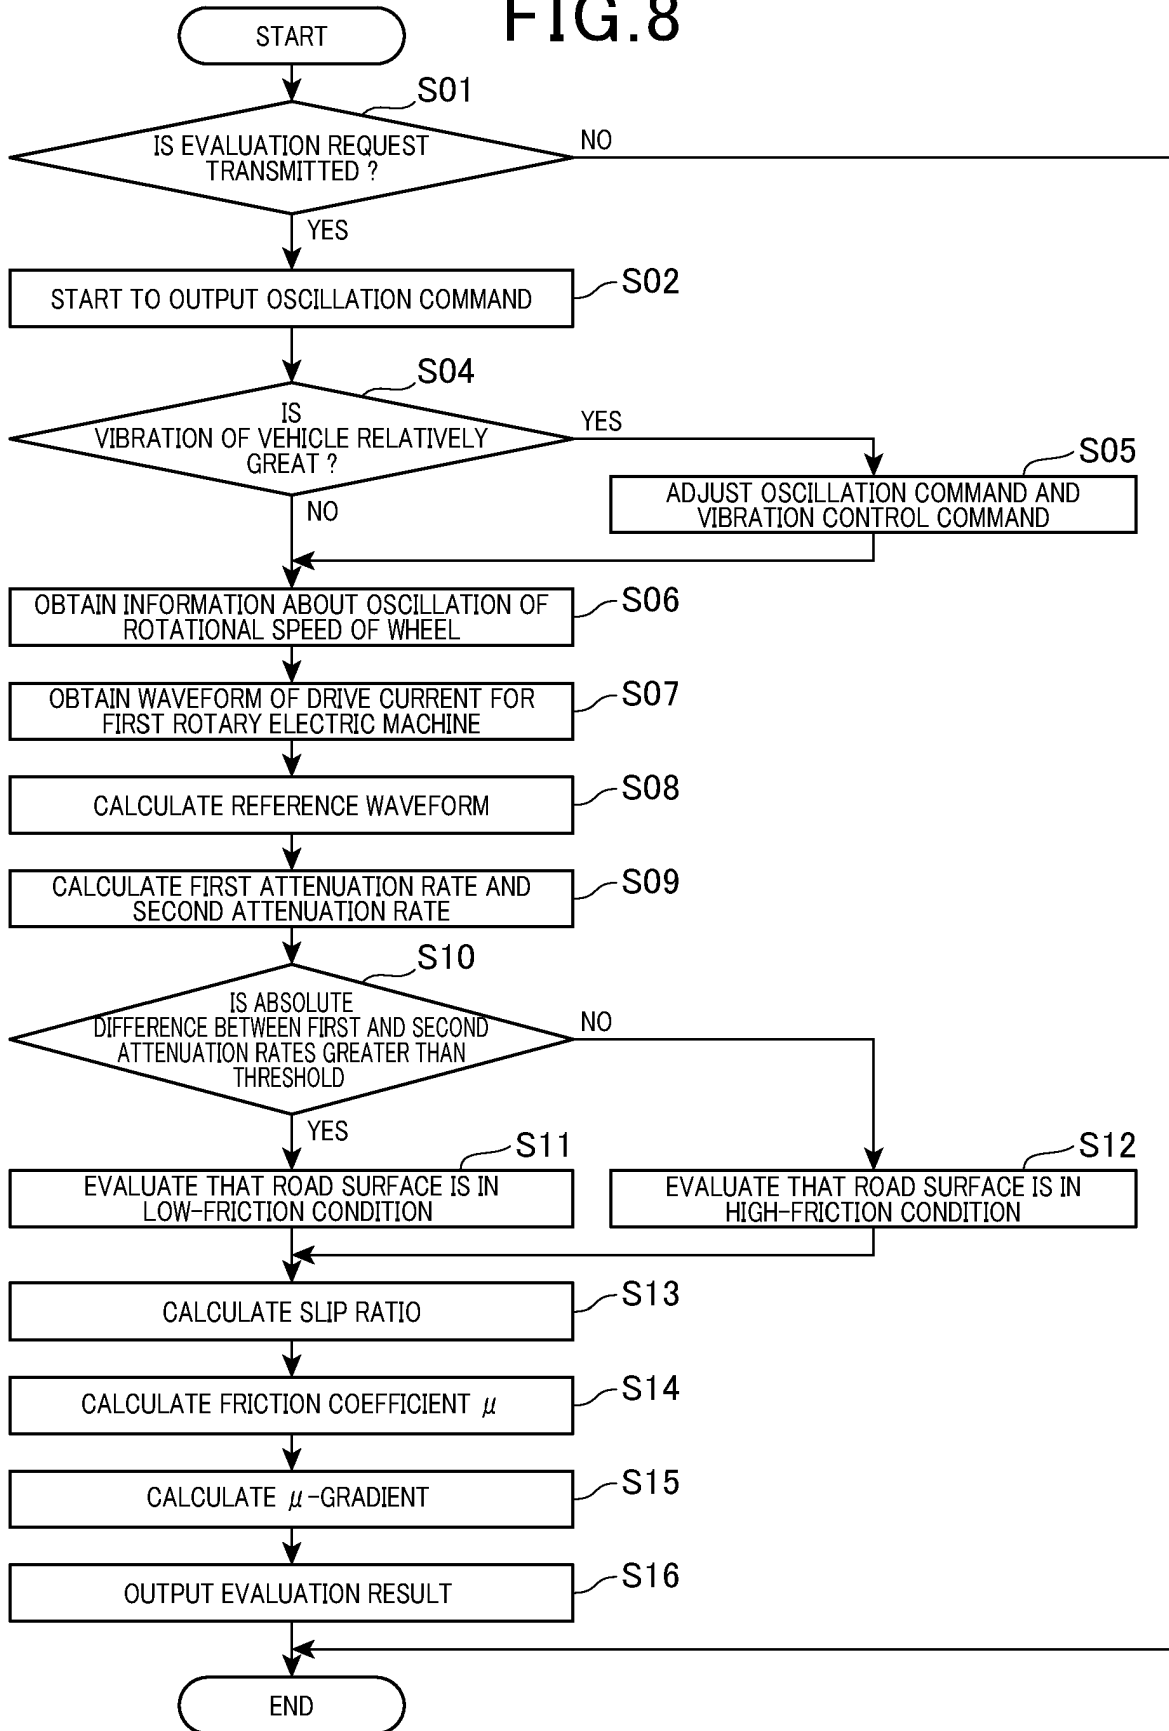 FIG.8
START
S01
IS EVALUATION REQUEST
TRANSMITTED ?
NO
YES
S02
START TO OUTPUT OSCILLATION COMMAND
S04
IS
VIBRATION OF VEHICLE RELATIVELY
GREAT ?
YES
NO
S05
ADJUST OSCILLATION COMMAND AND
VIBRATION CONTROL COMMAND
S06
OBTAIN INFORMATION ABOUT OSCILLATION OF
ROTATIONAL SPEED OF WHEEL
S07
OBTAIN WAVEFORM OF DRIVE CURRENT FOR
FIRST ROTARY ELECTRIC MACHINE
S08
CALCULATE REFERENCE WAVEFORM
S09
CALCULATE FIRST ATTENUATION RATE AND
SECOND ATTENUATION RATE
S10
IS ABSOLUTE
DIFFERENCE BETWEEN FIRST AND SECOND
ATTENUATION RATES GREATER THAN
THRESHOLD
NO
YES
S11
EVALUATE THAT ROAD SURFACE IS IN
LOW-FRICTION CONDITION
S12
EVALUATE THAT ROAD SURFACE IS IN
HIGH-FRICTION CONDITION
S13
CALCULATE SLIP RATIO
S14
CALCULATE FRICTION COEFFICIENT μ
S15
CALCULATE μ-GRADIENT
S16
OUTPUT EVALUATION RESULT
END